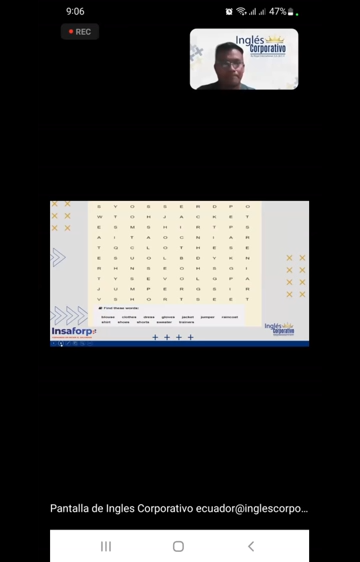 9:06
47%
REC
Inglés
Corporativo
S Y O S S E R D P O
W T O H J A C K E T
E S M S H I R T P S
A I T A O C N I A R
T Q C L O T H E S E
E S U O L B D Y K N
R H N S E O N S O I
T Y S E V O L G P A
J U M P E R Q S I R
V S H O R T S E E T
Find these words:
blouse clothes dress gloves jacket jumper raincoat
shirt shoes shorts sweater trainers
Insaforp
Inglés
Corporativo
Pantalla de Ingles Corporativo ecuador@inglescorpo...